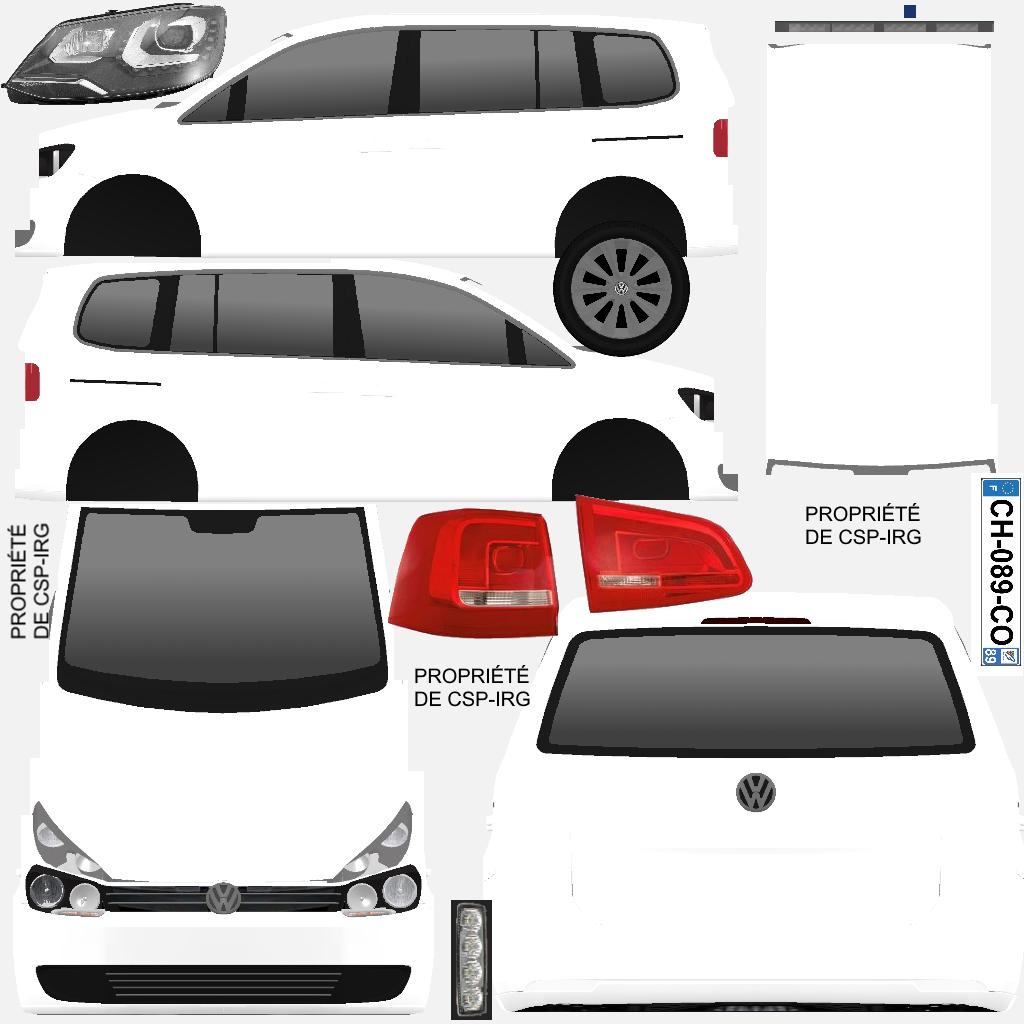 PROPRIÉTÉ
DE CSP-IRG
PROPRIÉTÉ
DE CSP-IRG
PROPRIÉTÉ
DE CSP-IRG
F
CH-089-CO
89